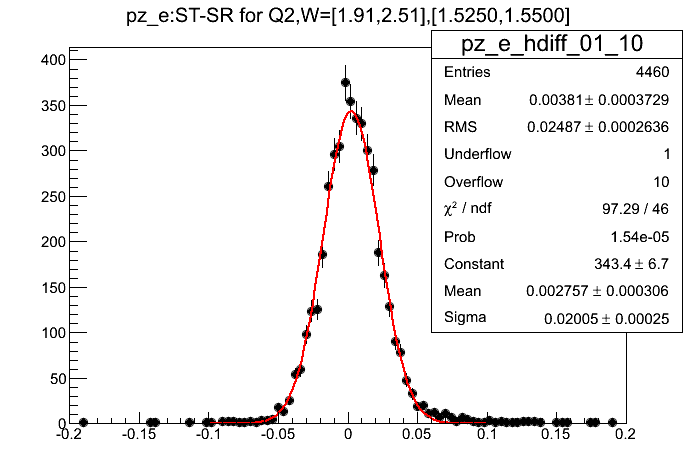 pz_e:ST-SR for Q2,W=[1.91,2.51],[1.5250,1.5500]
pz_e_hdiff_01_10
Entries 4460
Mean 0.00381± 0.0003729
RMS 0.02487± 0.0002636
Underflow 1
Overflow 10
χ² / ndf 97.29 / 46
Prob 1.54e-05
Constant 343.4 ± 6.7
Mean 0.002757 ± 0.000306
Sigma 0.02005 ± 0.00025
400
350
300
250
200
150
100
50
0
-0.2 -0.15 -0.1 -0.05 0 0.05 0.1 0.15 0.2